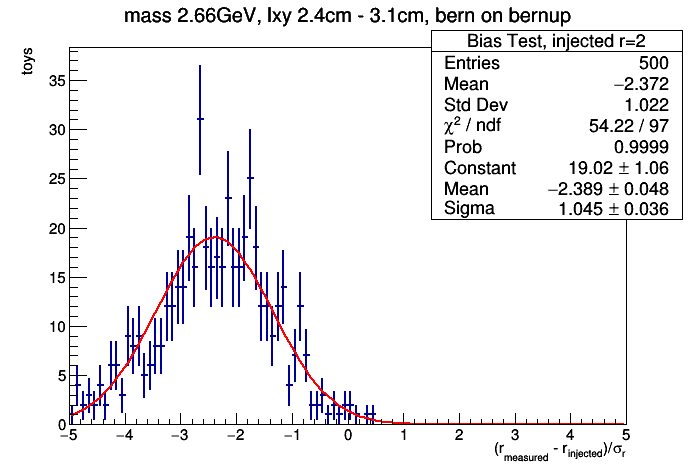 mass 2.66GeV, lxy 2.4cm - 3.1cm, bern on bernup
toys
Bias Test, injected r=2
Entries 500
Mean −2.372
Std Dev 1.022
χ² / ndf 54.22 / 97
Prob 0.9999
Constant 19.02 ± 1.06
Mean −2.389 ± 0.048
Sigma 1.045 ± 0.036
35
30
25
20
15
10
5
0
−5 −4 −3 −2 −1 0 1 2 3 4 5
(r_measured - r_injected)/σ_r